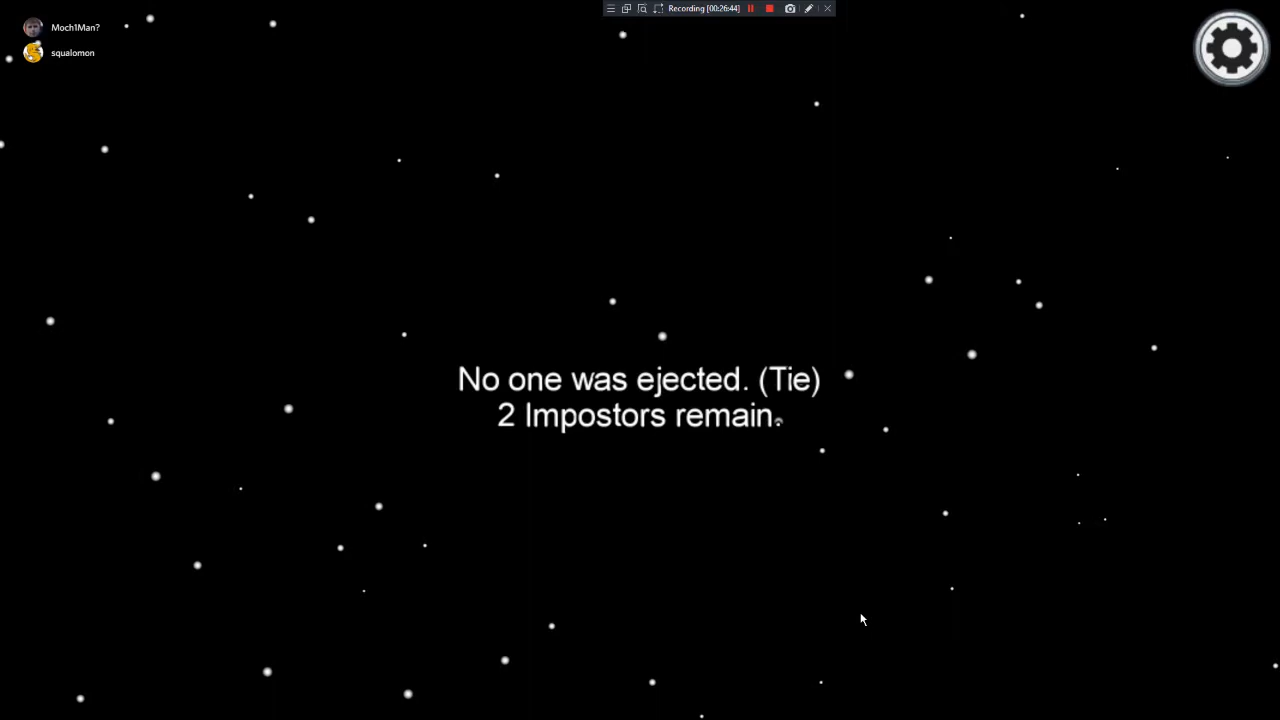 Moch1Man?
squalomon
Recording [00:26:44]
No one was ejected. (Tie)
2 Impostors remain.